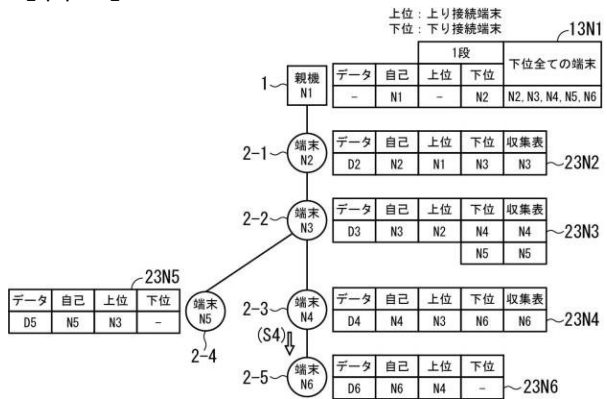 上位：上り接続端末
下位：下り接続端末
13N1
1
親機
N1
データ 自己 1段 下位全ての端末
上位 下位
- N1 - N2 N2, N3, N4, N5, N6
2-1
端末
N2
データ 自己 上位 下位 収集表
D2 N2 N1 N3 N3
23N2
2-2
端末
N3
データ 自己 上位 下位 収集表
D3 N3 N2 N4 N4
N5 N5
23N3
23N5
データ 自己 上位 下位
D5 N5 N3 -
端末
N5
2-4
2-3
端末
N4
データ 自己 上位 下位 収集表
D4 N4 N3 N6 N6
23N4
(S4)
2-5
端末
N6
データ 自己 上位 下位
D6 N6 N4 -
23N6